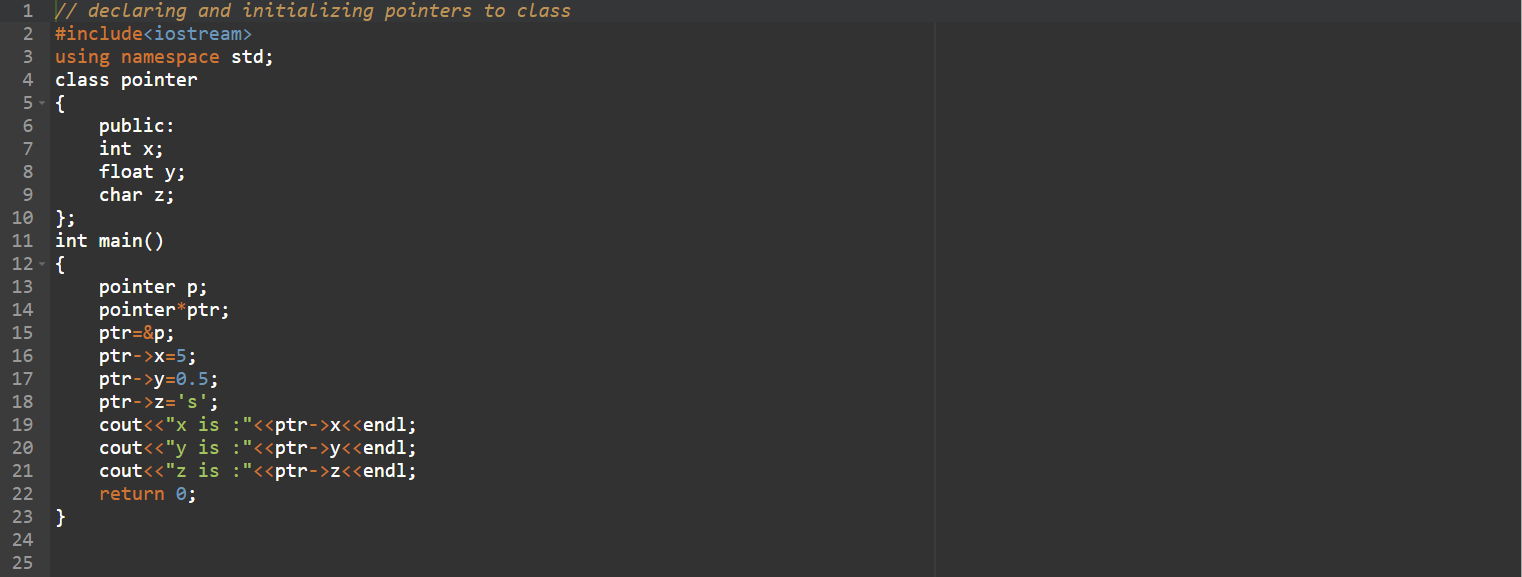 1 // declaring and initializing pointers to class
2 #include<iostream>
3 using namespace std;
4 class pointer
5 {
6     public:
7     int x;
8     float y;
9     char z;
10 };
11 int main()
12 {
13     pointer p;
14     pointer*ptr;
15     ptr=&p;
16     ptr->x=5;
17     ptr->y=0.5;
18     ptr->z='s';
19     cout<<"x is :"<<ptr->x<<endl;
20     cout<<"y is :"<<ptr->y<<endl;
21     cout<<"z is :"<<ptr->z<<endl;
22     return 0;
23 }
24
25